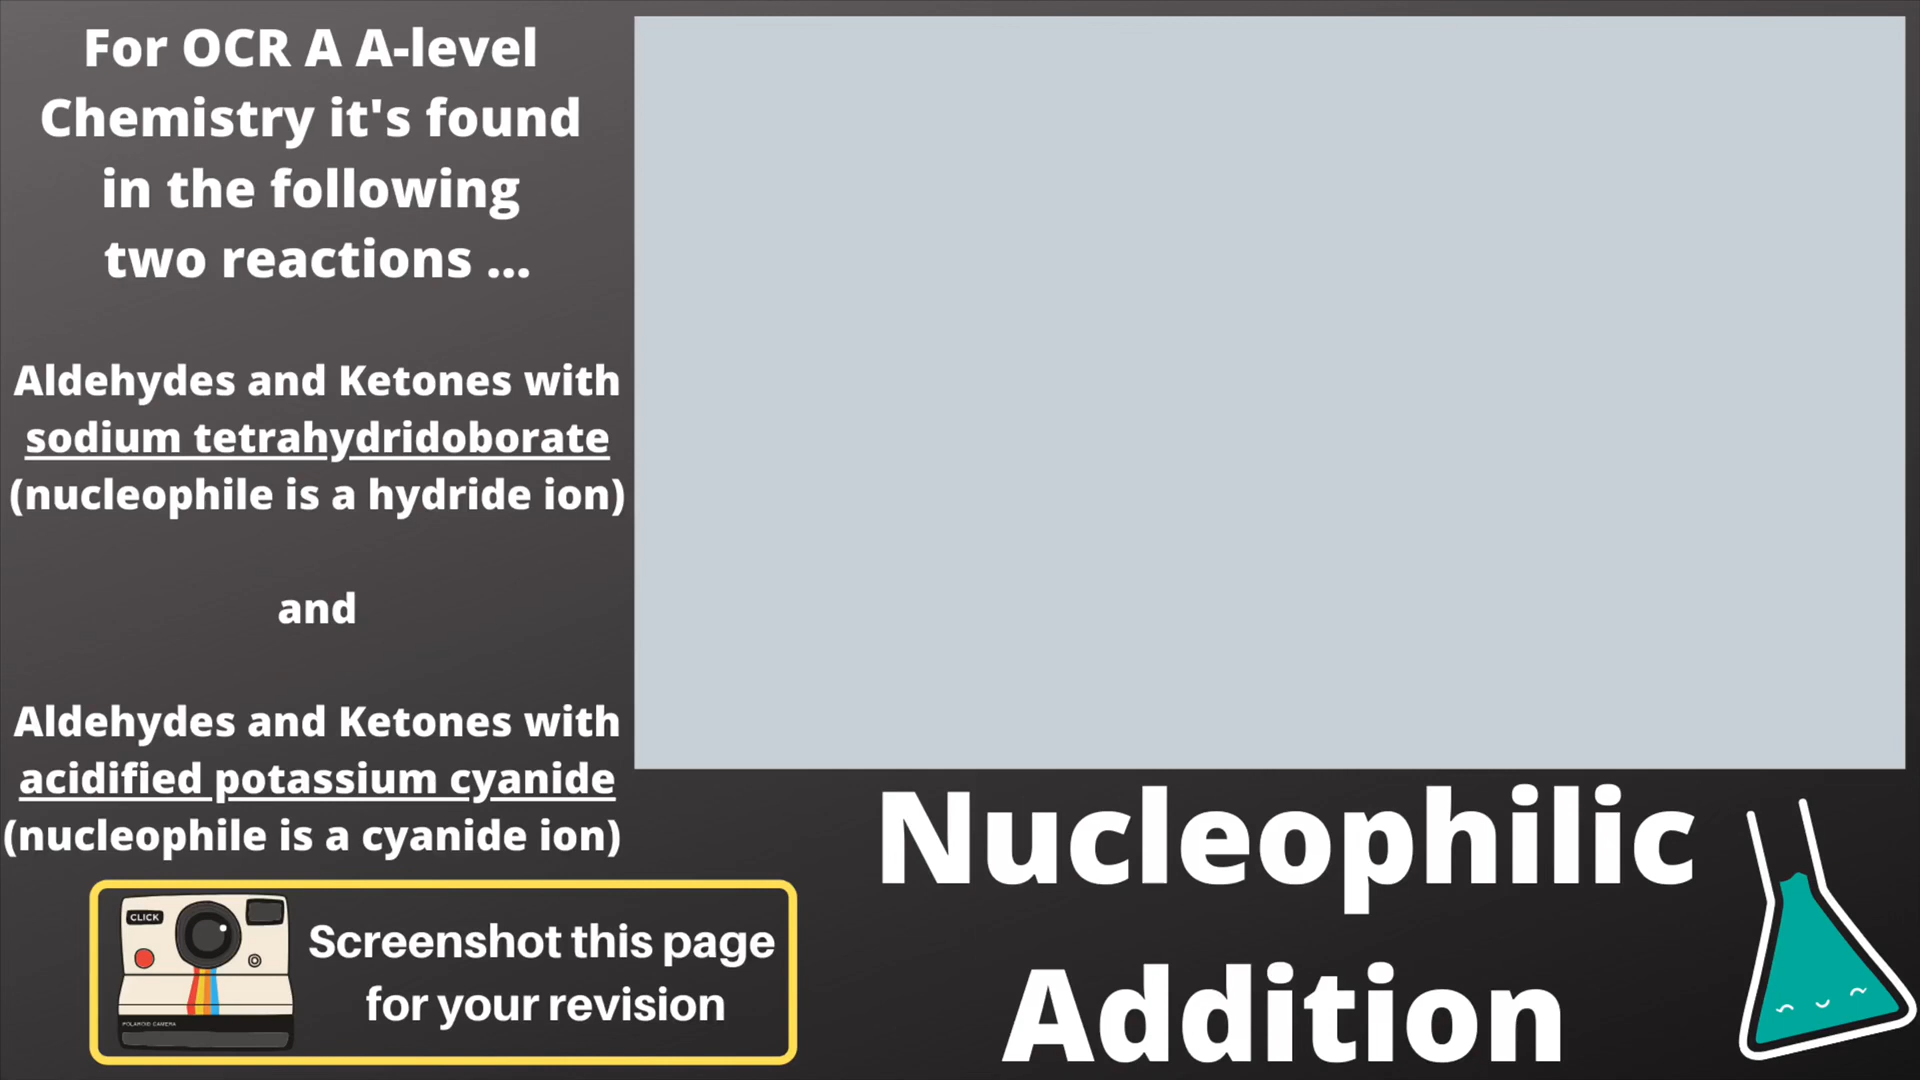 For OCR A A-level
Chemistry it's found
in the following
two reactions ...
Aldehydes and Ketones with
sodium tetrahydridoborate
(nucleophile is a hydride ion)
and
Aldehydes and Ketones with
acidified potassium cyanide
(nucleophile is a cyanide ion)
CLICK
POLAROID CAMERA
Screenshot this page
for your revision
Nucleophilic
Addition